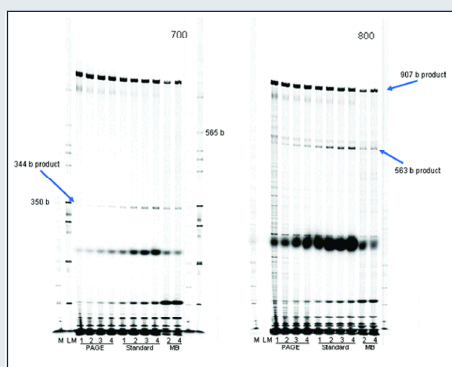 700
800
907 b product
565 b
563 b product
344 b product
350 b
M LM 1 2 3 4 1 2 3 4 2 4
PAGE Standard MB
M LM 1 2 3 4 1 2 3 4 2 4
PAGE Standard MB